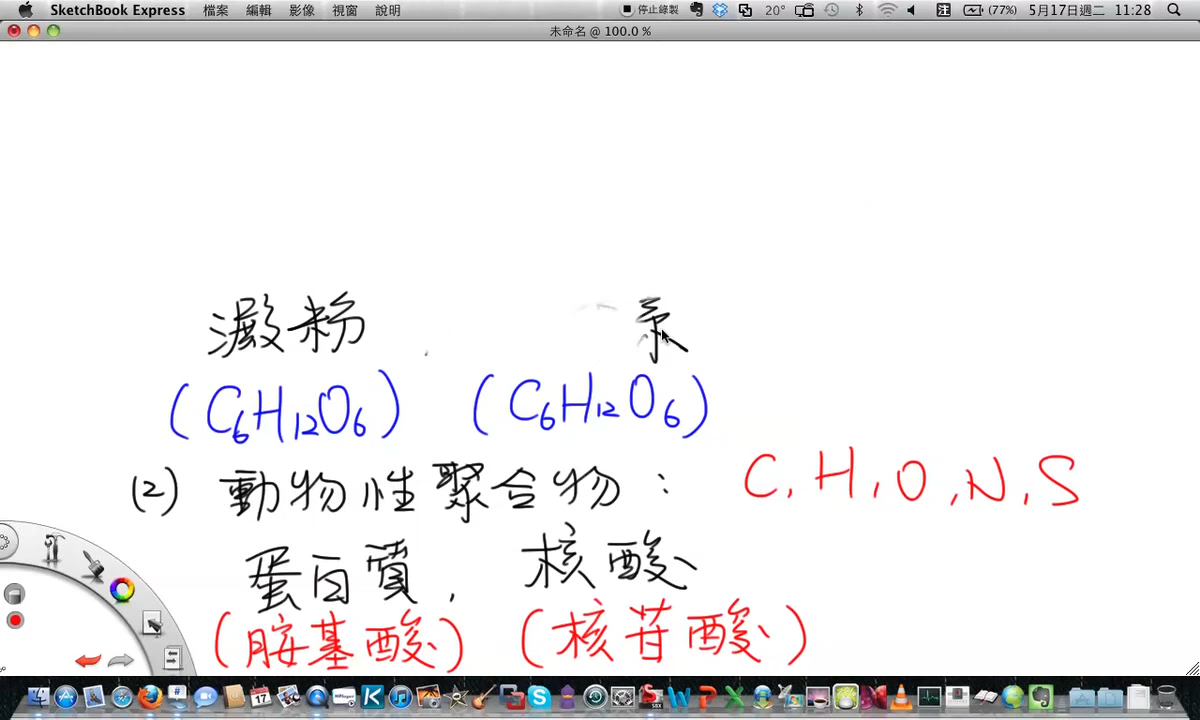 SketchBook Express 檔案 編輯 影像 視窗 說明 停止錄製 20° 注 (77%) 5月17日週二 11:28
未命名 @ 100.0 %
澱粉
(C6H12O6) (C6H12O6)
(2) 動物性聚合物: C, H, O, N, S
蛋白質, 核酸
(胺基酸) (核苷酸)